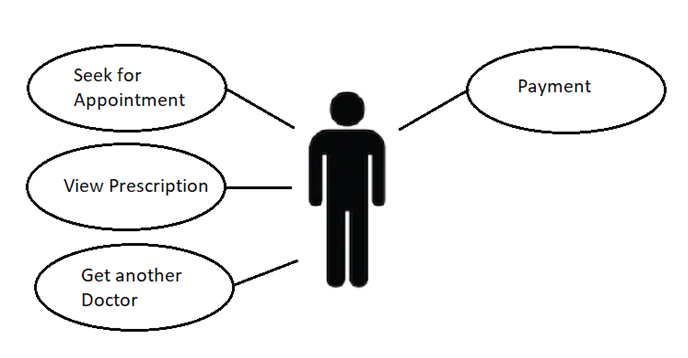 Seek for
Appointment
View Prescription
Get another
Doctor
Payment